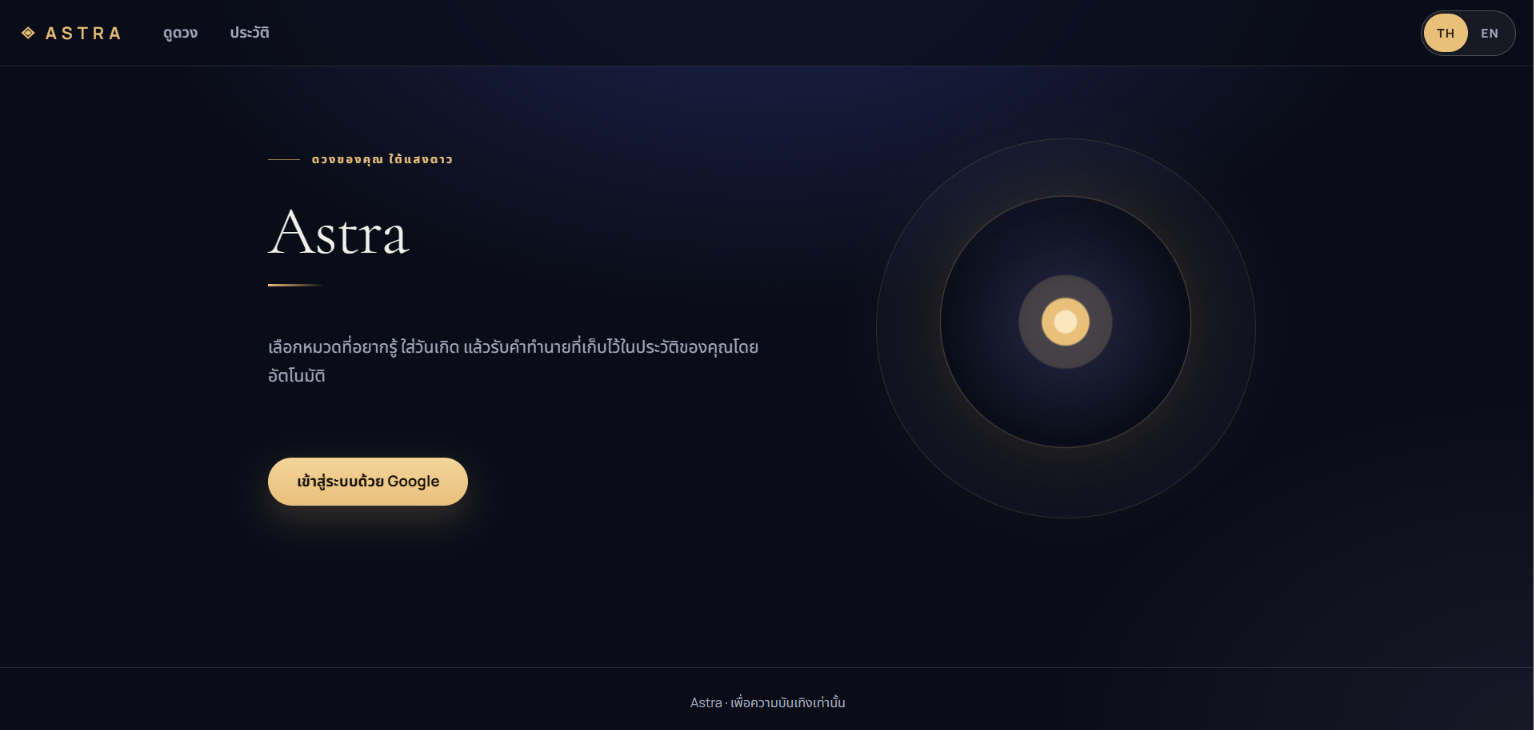 ASTRA
ดูดวง
ประวัติ
TH
EN
ดวงของคุณ ใต้แสงดาว
Astra
เลือกหมวดที่อยากรู้ ใส่วันเกิด แล้วรับคำทำนายที่เก็บไว้ในประวัติของคุณโดย
อัตโนมัติ
เข้าสู่ระบบด้วย Google
Astra · เพื่อความบันเทิงเท่านั้น